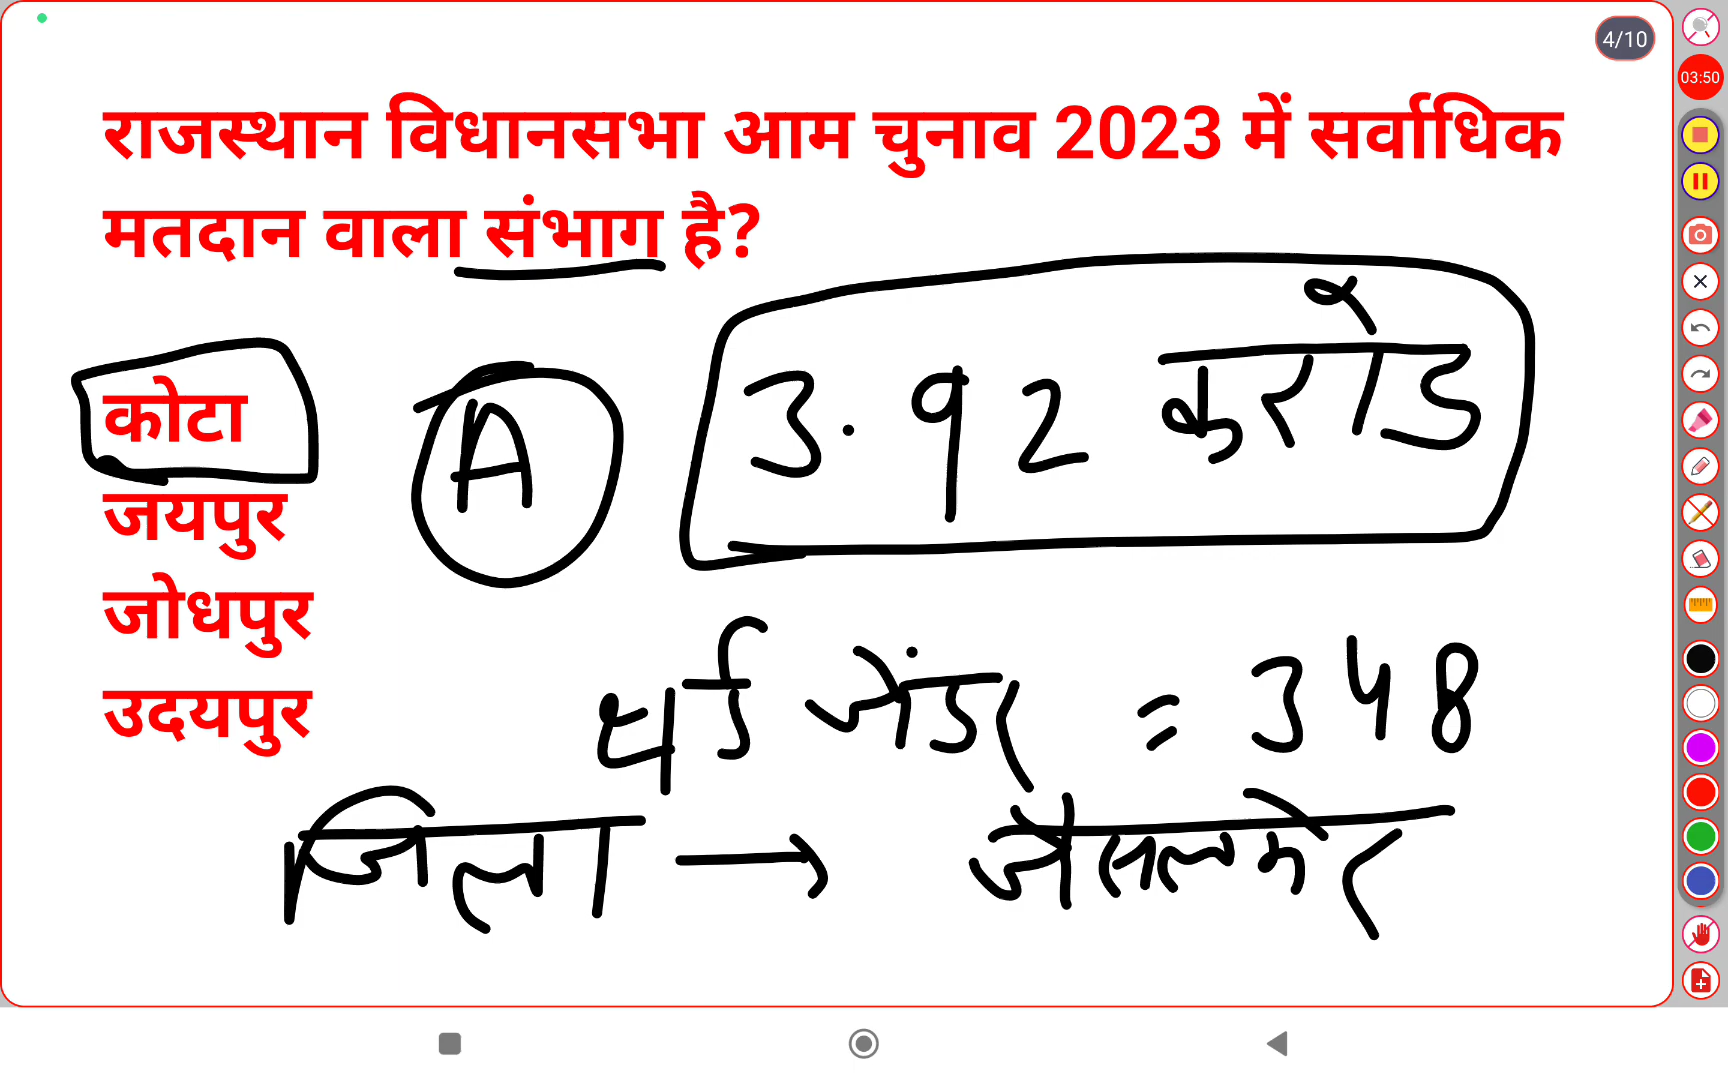 4/10
03:50
राजस्थान विधानसभा आम चुनाव 2023 में सर्वाधिक
मतदान वाला संभाग है?
कोटा
जयपुर
जोधपुर
उदयपुर
A
3.92 करोड
थर्ड जेंडर = 348
जिला → जैसलमेर